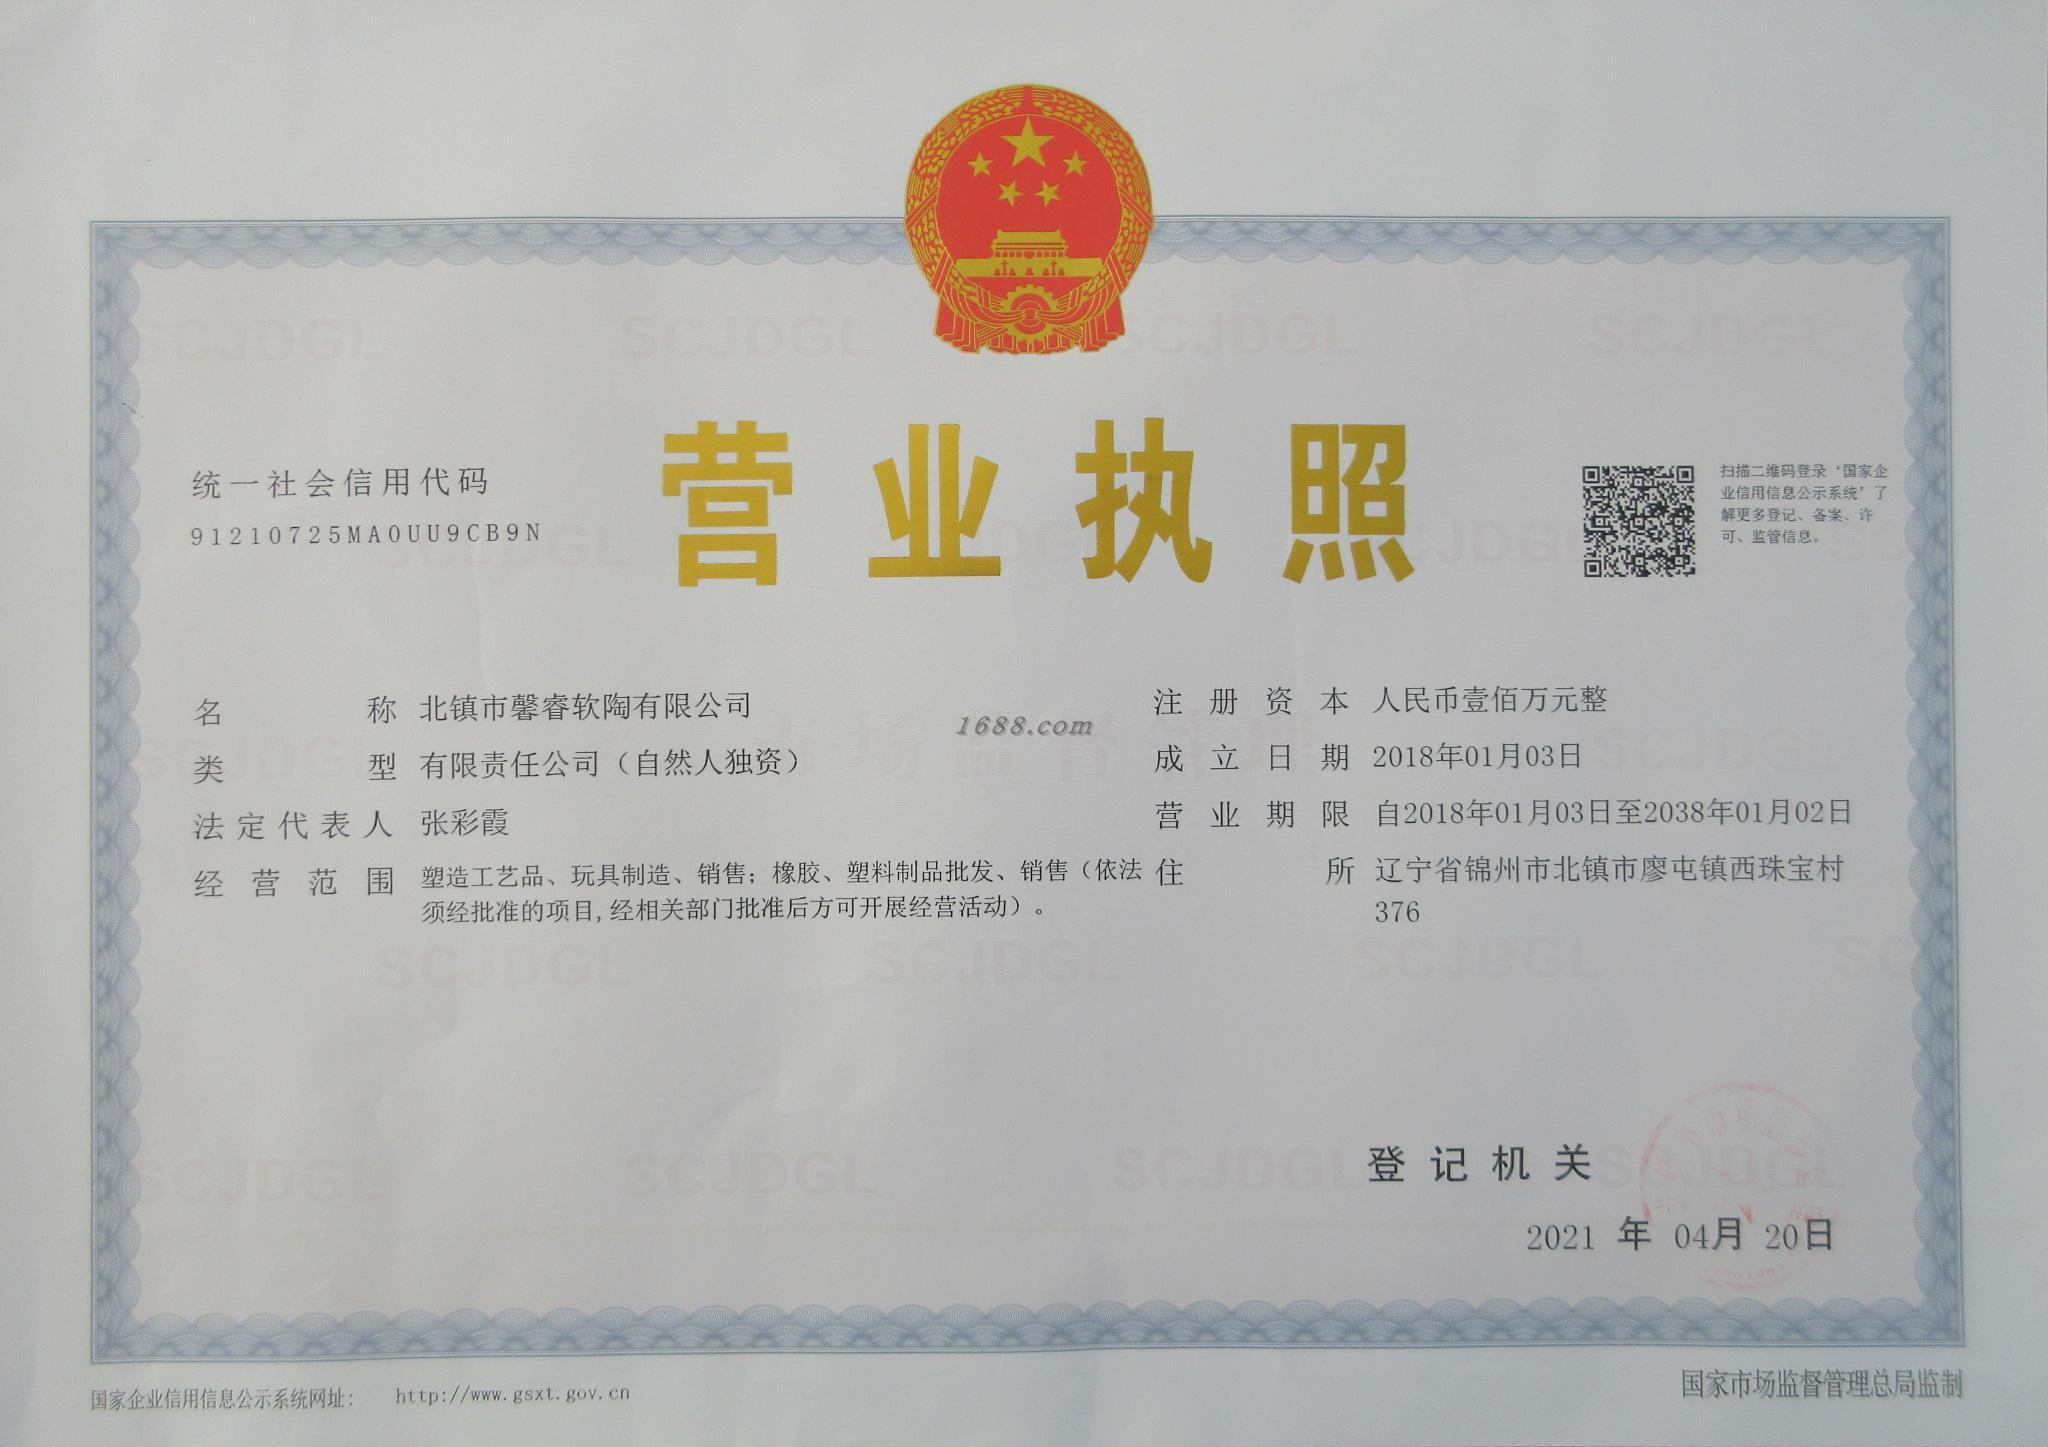 营业执照
统一社会信用代码
91210725MA0UU9CB9N
扫描二维码登录‘国家企
业信用信息公示系统’了
解更多登记、备案、许
可、监管信息。
名称 北镇市馨睿软陶有限公司
类型 有限责任公司（自然人独资）
法定代表人 张彩霞
经营范围 塑造工艺品、玩具制造、销售；橡胶、塑料制品批发、销售（依法
须经批准的项目,经相关部门批准后方可开展经营活动）。
1688.com
注册资本 人民币壹佰万元整
成立日期 2018年01月03日
营业期限 自2018年01月03日至2038年01月02日
住所 辽宁省锦州市北镇市廖屯镇西珠宝村
376
登记机关
2021 年 04月 20日
国家企业信用信息公示系统网址： http://www.gsxt.gov.cn
国家市场监督管理总局监制
SCJDGL
市场监督管理